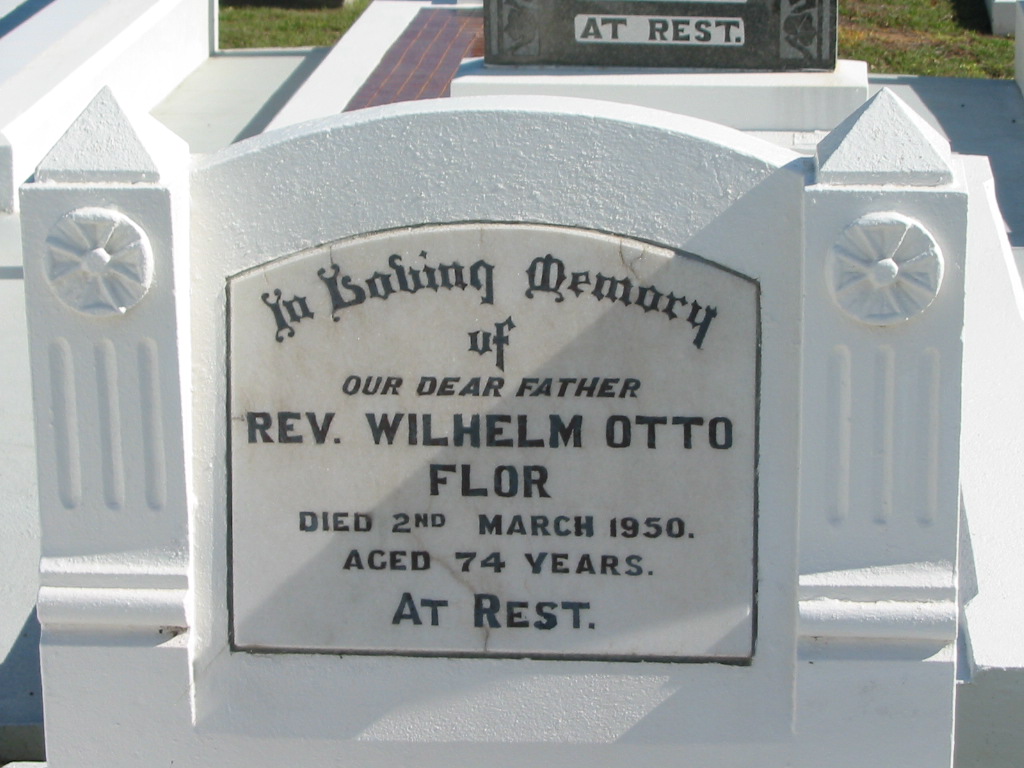 AT REST.
In Loving Memory
of
OUR DEAR FATHER
REV. WILHELM OTTO
FLOR
DIED 2ND MARCH 1950.
AGED 74 YEARS.
AT REST.